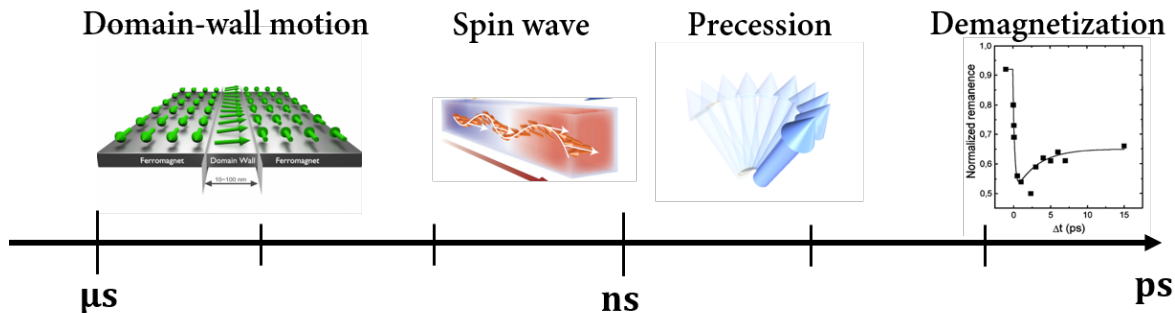 Domain-wall motion
Spin wave
Precession
Demagnetization
Ferromagnet
Domain Wall
Ferromagnet
10~100 nm
Normalized remanence
1,0
0,9
0,8
0,7
0,6
0,5
0
5
10
15
Δt (ps)
μs
ns
ps